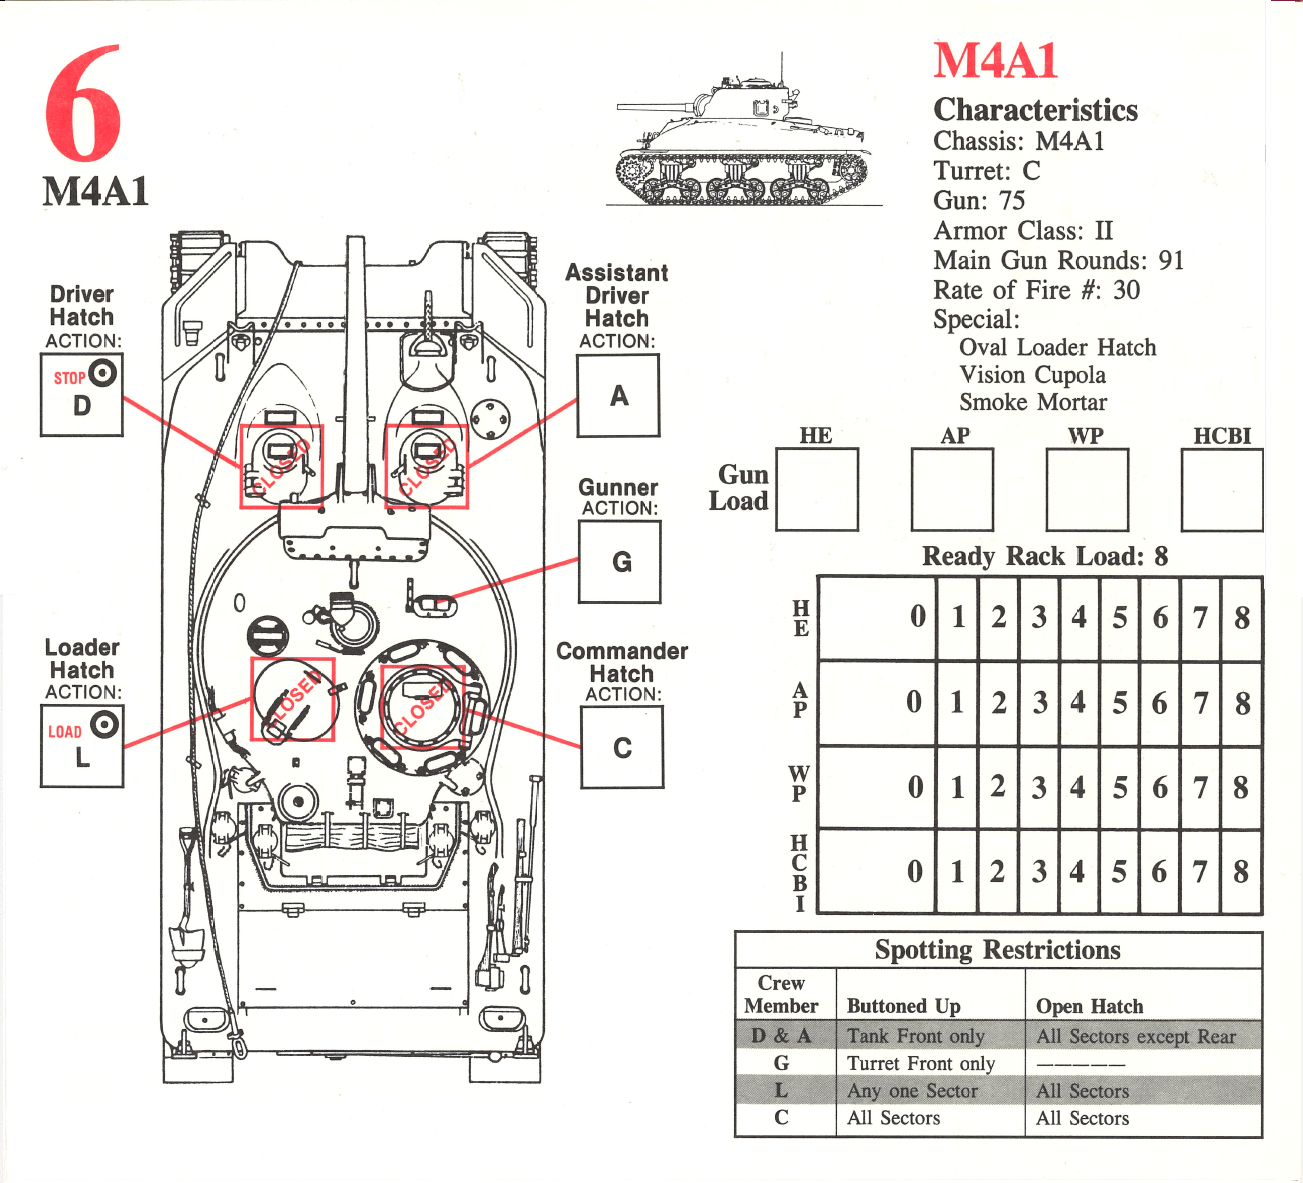 6
M4A1
Driver
Hatch
ACTION:
STOP
D
Assistant
Driver
Hatch
ACTION:
A
CLOSED
CLOSED
Gunner
ACTION:
G
Loader
Hatch
ACTION:
LOAD
L
Commander
Hatch
ACTION:
C
CLOSED
CLOSED
M4A1
Characteristics
Chassis: M4A1
Turret: C
Gun: 75
Armor Class: II
Main Gun Rounds: 91
Rate of Fire #: 30
Special:
Oval Loader Hatch
Vision Cupola
Smoke Mortar
HE AP WP HCBI
Gun
Load
Ready Rack Load: 8
HE 0 1 2 3 4 5 6 7 8
AP 0 1 2 3 4 5 6 7 8
WP 0 1 2 3 4 5 6 7 8
HCBI 0 1 2 3 4 5 6 7 8
Spotting Restrictions
Crew
Member Buttoned Up Open Hatch
D & A Tank Front only All Sectors except Rear
G Turret Front only —————
L Any one Sector All Sectors
C All Sectors All Sectors